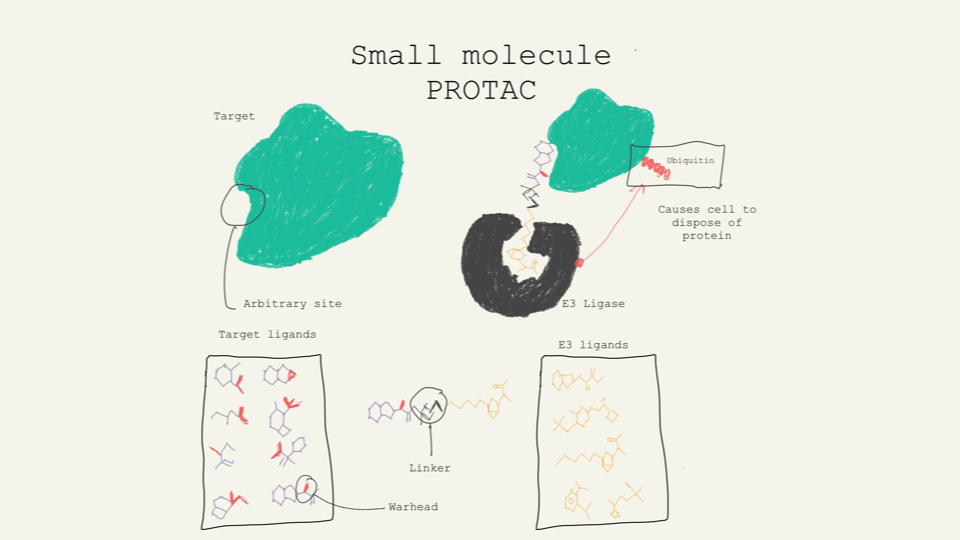 Small molecule
PROTAC
Target
Ubiquitin
Causes cell to
dispose of
protein
Arbitrary site
E3 Ligase
Target ligands
E3 ligands
Linker
Warhead